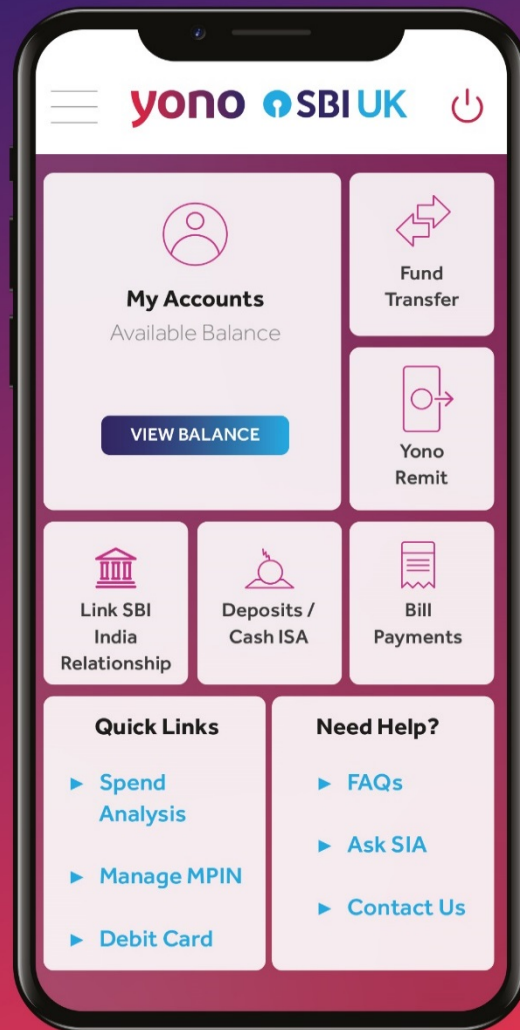 yono SBI UK
My Accounts
Available Balance
VIEW BALANCE
Fund
Transfer
Yono
Remit
Link SBI
India
Relationship
Deposits /
Cash ISA
Bill
Payments
Quick Links
Spend
Analysis
Manage MPIN
Debit Card
Need Help?
FAQs
Ask SIA
Contact Us